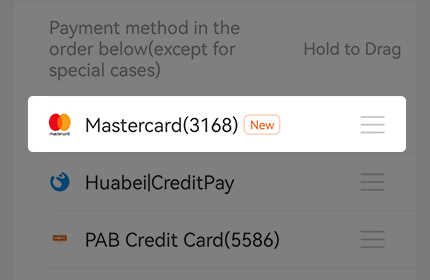 Payment method in the
order below(except for
special cases)
Hold to Drag
Mastercard(3168) New
Huabei|CreditPay
PAB Credit Card(5586)